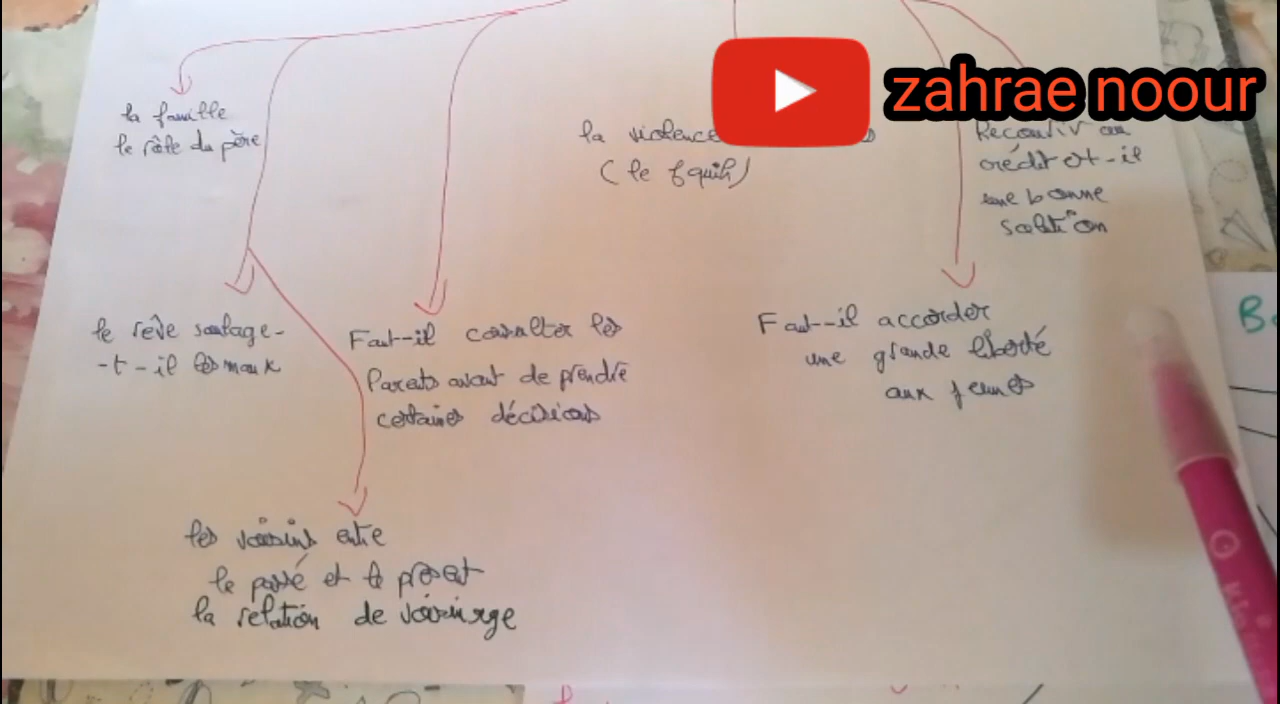 zahrae noour
la famille
le rôle du père
la violence
(le fquih)
Recourir au
crédit est-il
une bonne
solution
le rêve soulage-
-t-il les maux
Faut-il consulter les
Parents avant de prendre
certaines décisions
Faut-il accorder
une grande liberté
aux jeunes
les voisins entre
le passé et le present
la relation de voisinage